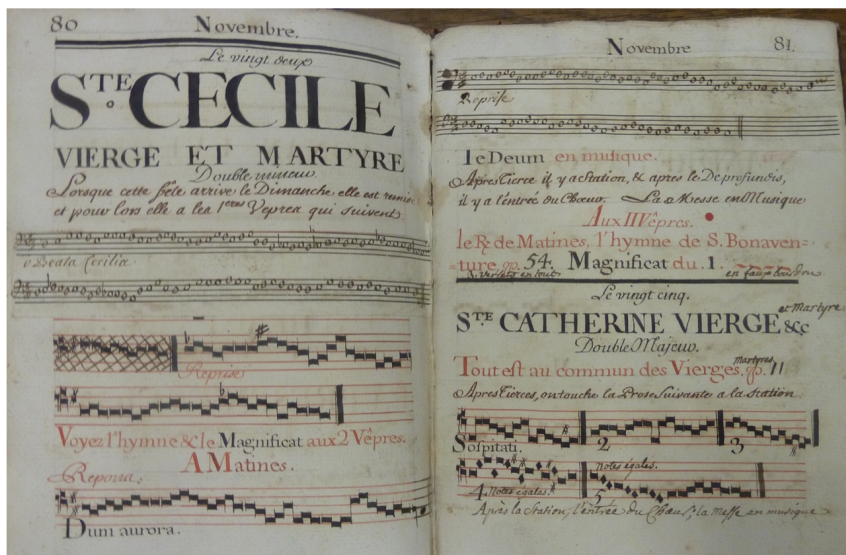 80 Novembre.
Le vingt deux
STE. CECILE
VIERGE ET MARTYRE
Double mineur
Lorsque cette fête arrive le Dimanche elle est remise
et pour lors elle a les 1eres Vepres qui suivent
o Beata Cecilia
Reprise
Voyez l'hymne & le Magnificat aux 2 Vêpres.
A Matines.
Repons.
Dum aurora.
Novembre 81.
Reprise
Te Deum en musique.
Apres Tierce il y a Station, & apres le De profundis,
il y a l'entrée du Chœur. La Messe en Musique
Aux II Vêpres.
le R. de Matines, l'hymne de S. Bonaven=
ture op. 54. Magnificat du 1. en faux bourdon
versets en tout
Le vingt cinq.
STE. CATHERINE VIERGE &c et Martyre
Double Majeur.
Tout est au commun des Vierges martyres op. 11
Apres Tierces, on touche la Prose suivante a la Station.
Sospitati. 2 3
4 Notes égales. 5 notes égales.
Après la Station, l'entrée du Chœur; la messe en musique